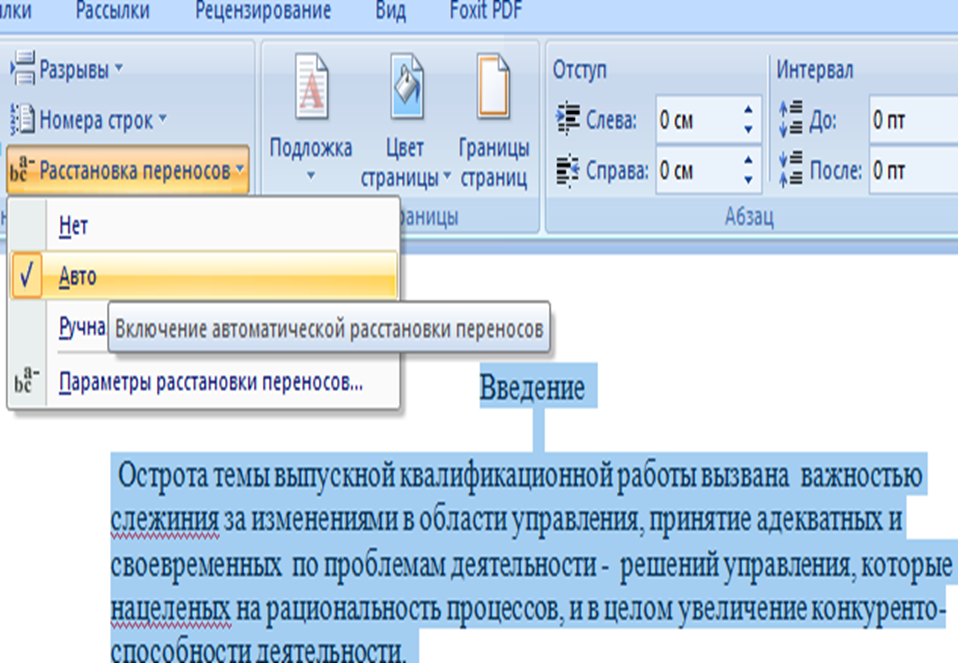 Рассылки Рецензирование Вид Foxit PDF
Разрывы
Номера строк
Расстановка переносов
Подложка
Цвет страницы
Границы страниц
Отступ
Слева: 0 см
Справа: 0 см
Интервал
До: 0 пт
После: 0 пт
Абзац
Нет
Авто
Включение автоматической расстановки переносов
Параметры расстановки переносов...
Введение
Острота темы выпускной квалификационной работы вызвана важностью
слежиния за изменениями в области управления, принятие адекватных и
своевременных по проблемам деятельности - решений управления, которые
нацеленых на рациональность процессов, и в целом увеличение конкуренто-
способности деятельности.